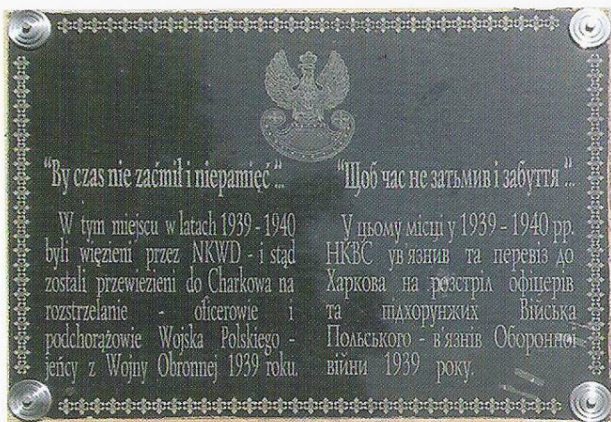 "By czas nie zaćmił i niepamięć"...
W tym miejscu w latach 1939 - 1940
byli więzieni przez NKWD - i stąd
zostali przewiezieni do Charkowa na
rozstrzelanie - oficerowie i
podchorążowie Wojska Polskiego -
jeńcy z Wojny Obronnej 1939 roku.
"Щоб час не затьмив і забуття"...
У цьому місці у 1939 - 1940 рр.
НКВС ув'язнив та перевіз до
Харкова на розстріл офіцерів
та підхорунжих Війська
Польського - в'язнів Оборонної
війни 1939 року.